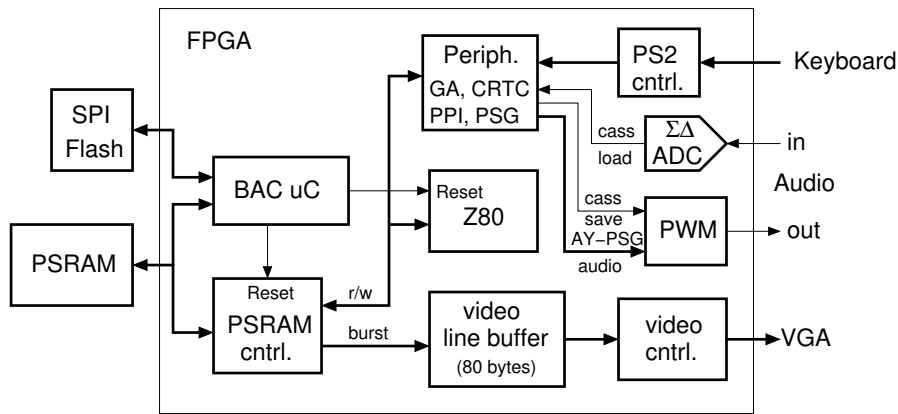 FPGA
Periph.
GA, CRTC
PPI, PSG
PS2
cntrl.
Keyboard
SPI
Flash
cass
load
ΣΔ
ADC
in
BAC uC
Reset
Z80
cass
save
AY−PSG
audio
PWM
Audio
out
PSRAM
Reset
PSRAM
cntrl.
r/w
burst
video
line buffer
(80 bytes)
video
cntrl.
VGA